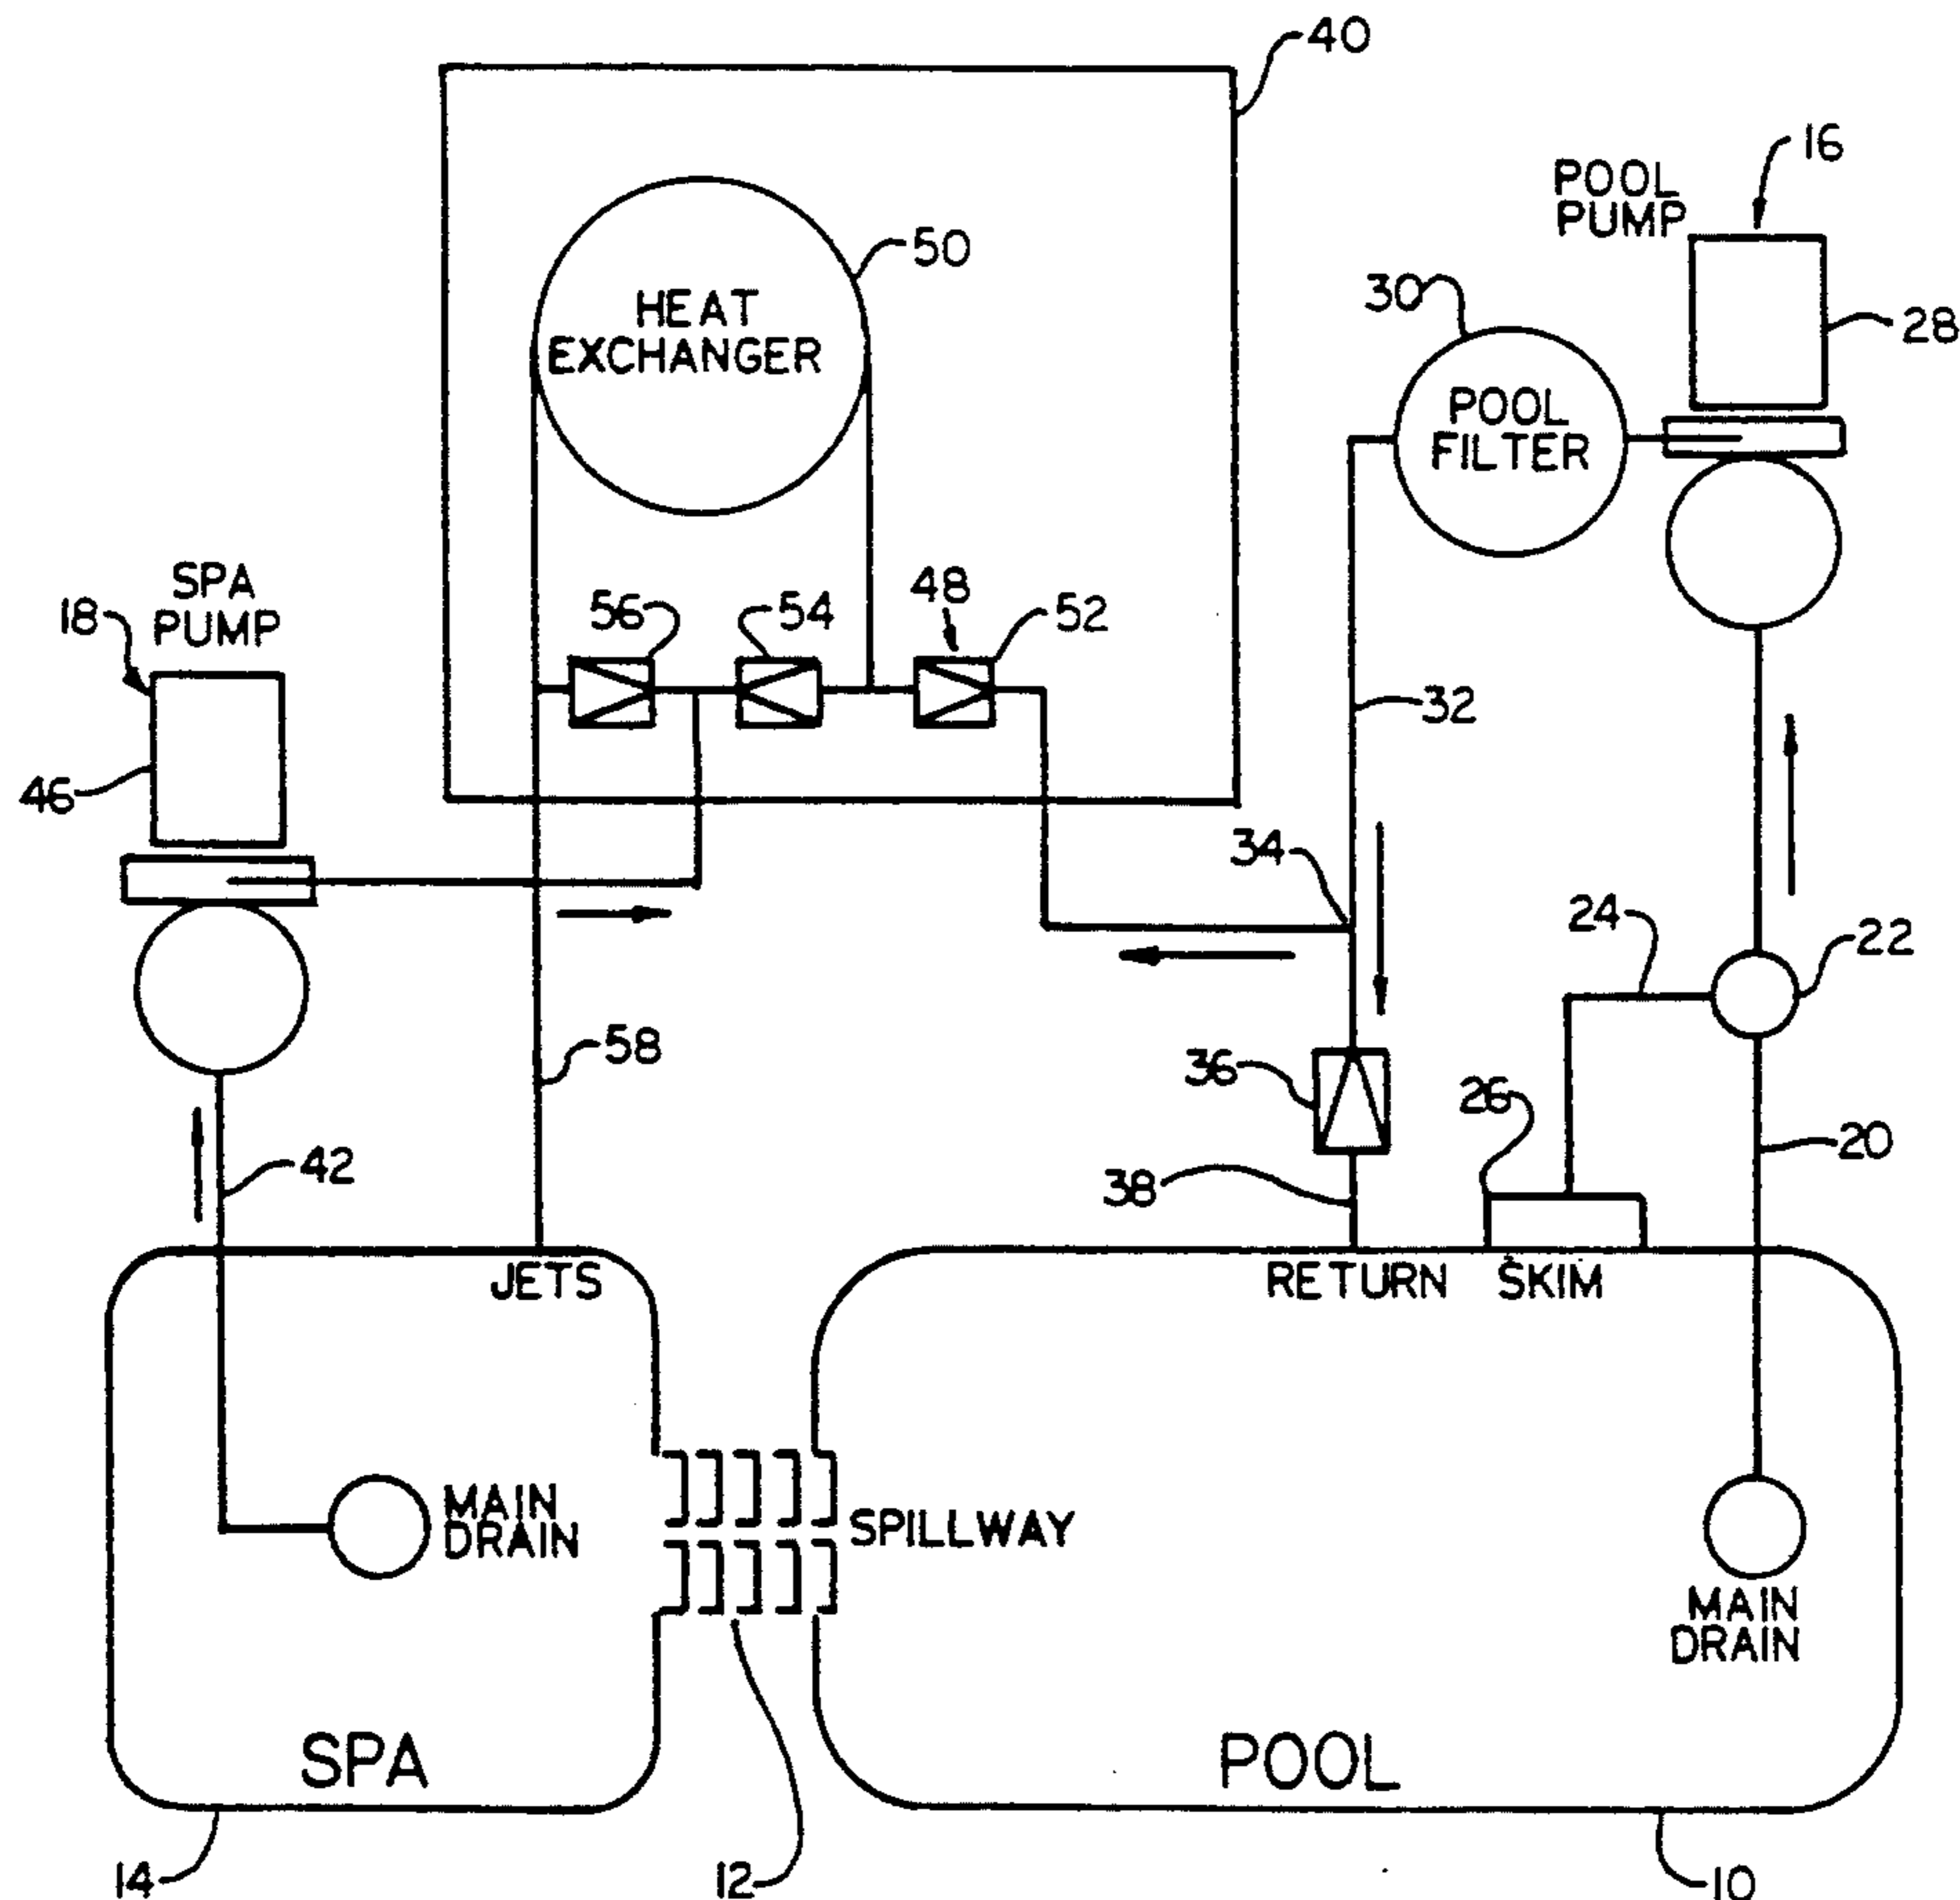 40
16
POOL
PUMP
50
30
28
HEAT
EXCHANGER
POOL
FILTER
SPA
PUMP
18
56
54
48
52
32
46
34
24
22
58
36
26
20
42
38
JETS
RETURN
SKIM
MAIN
DRAIN
SPILLWAY
MAIN
DRAIN
SPA
POOL
14
12
10